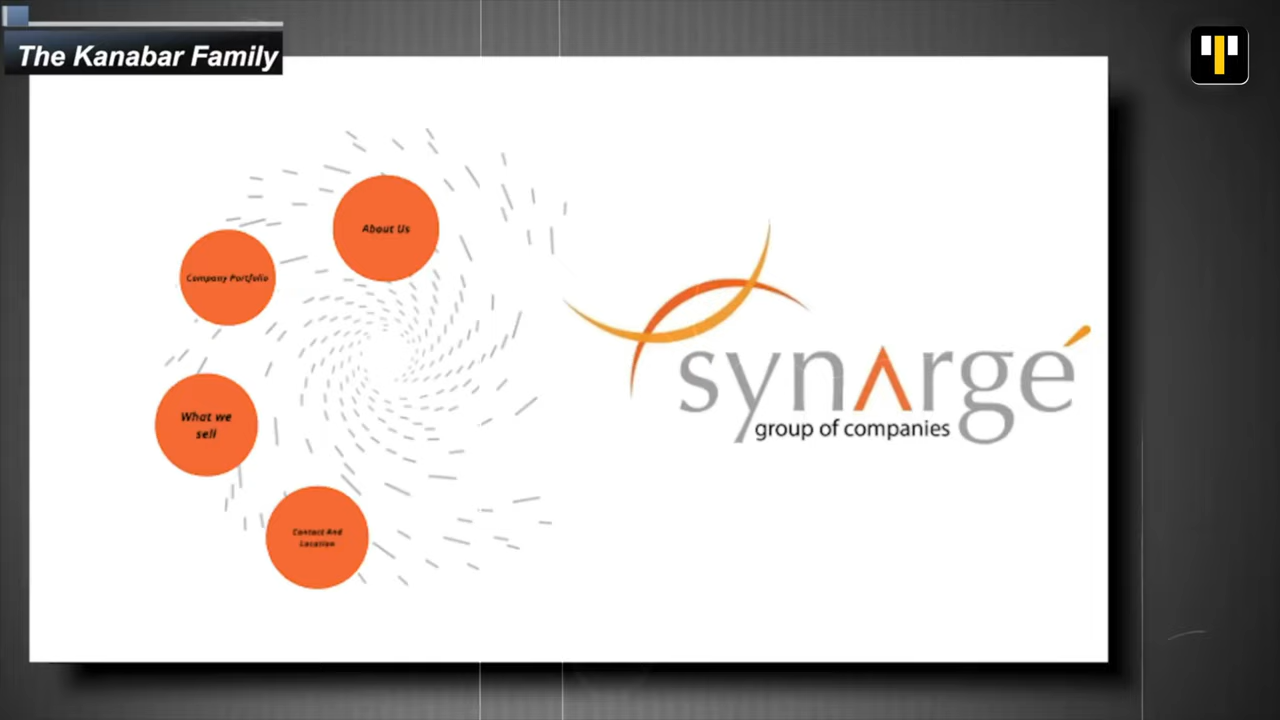 The Kanabar Family
About Us
Company Portfolio
What we
sell
Contact And
Location
synargé
group of companies